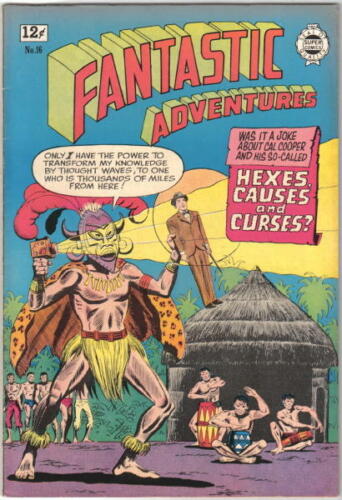 12¢
No.16
FANTASTIC
ADVENTURES
SUPER
COMICS
ONLY I HAVE THE POWER TO
TRANSFORM MY KNOWLEDGE
BY THOUGHT WAVES, TO ONE
WHO IS THOUSANDS OF MILES
FROM HERE!
WAS IT A JOKE
ABOUT CAL COOPER
AND HIS SO-CALLED
HEXES,
CAUSES
and
CURSES?